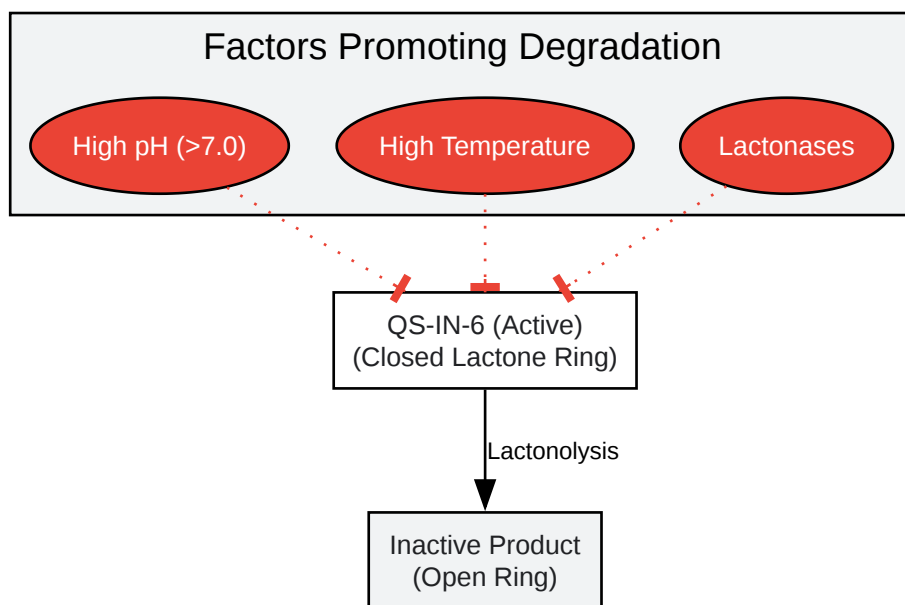 Factors Promoting Degradation
High pH (>7.0)
High Temperature
Lactonases
QS-IN-6 (Active)
(Closed Lactone Ring)
Lactonolysis
Inactive Product
(Open Ring)